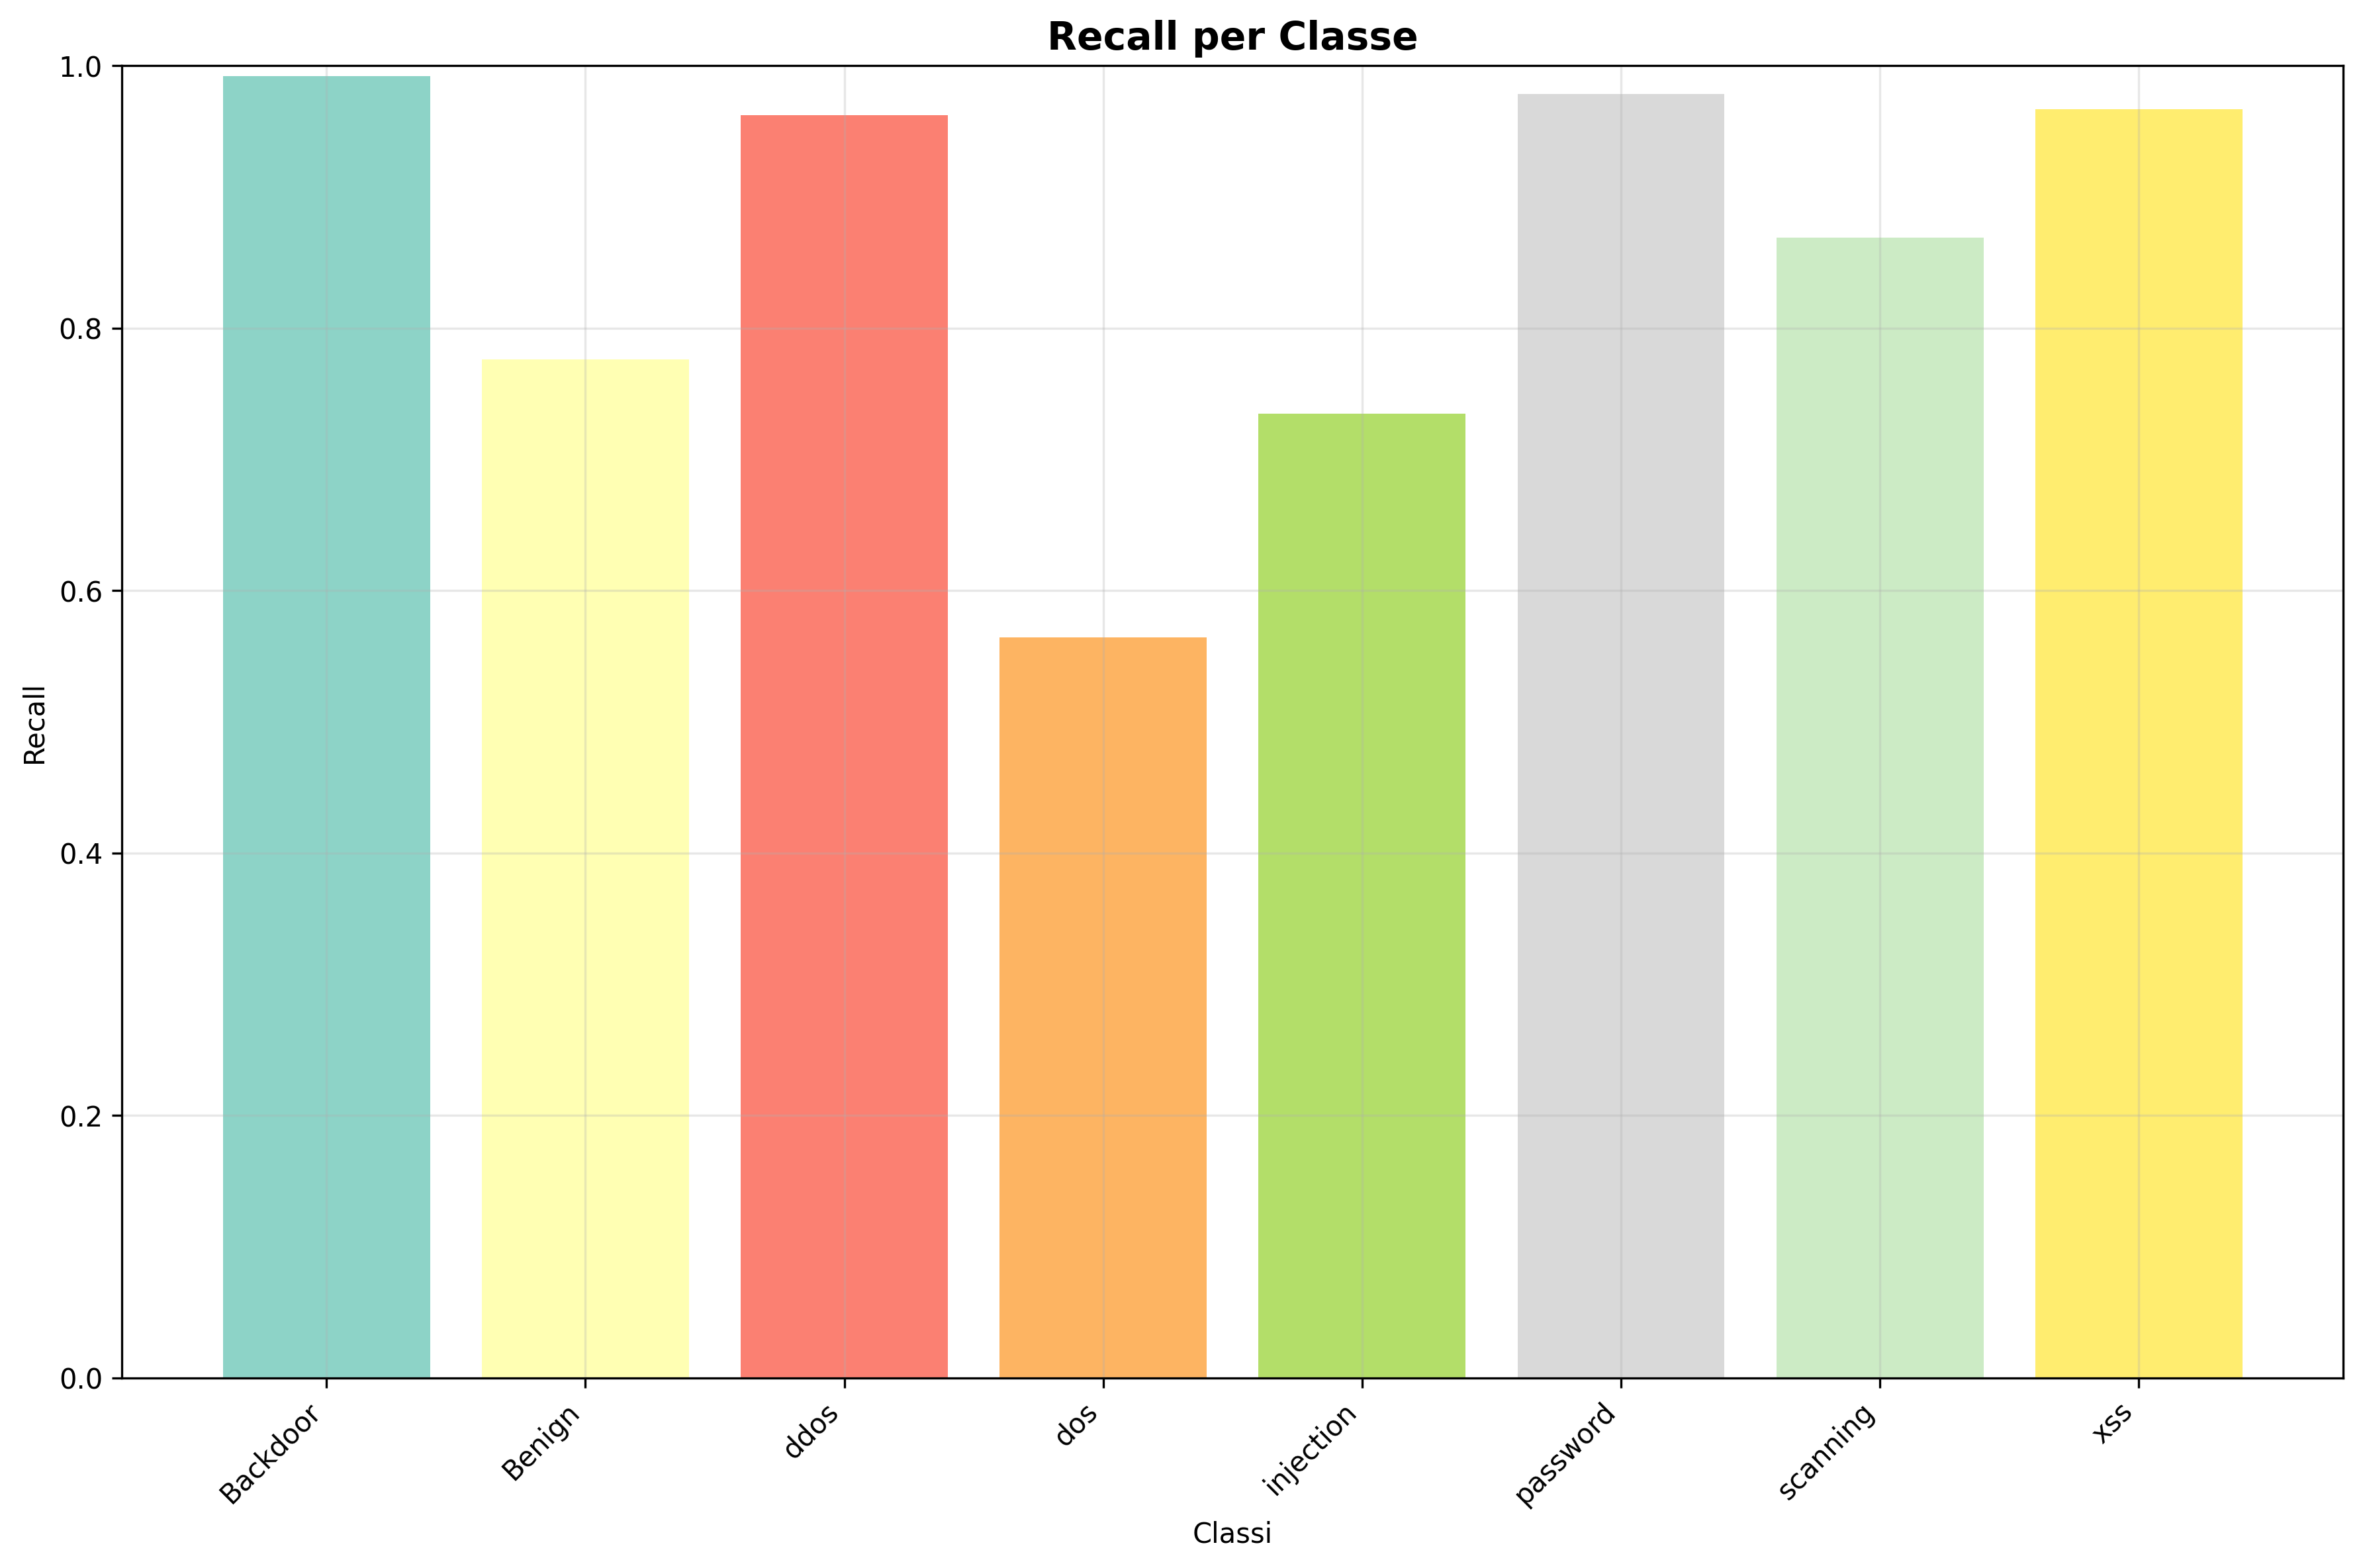 Recall per Classe
1.0
0.8
0.6
0.4
0.2
0.0
Recall
Backdoor
Benign
ddos
dos
injection
password
scanning
xss
Classi